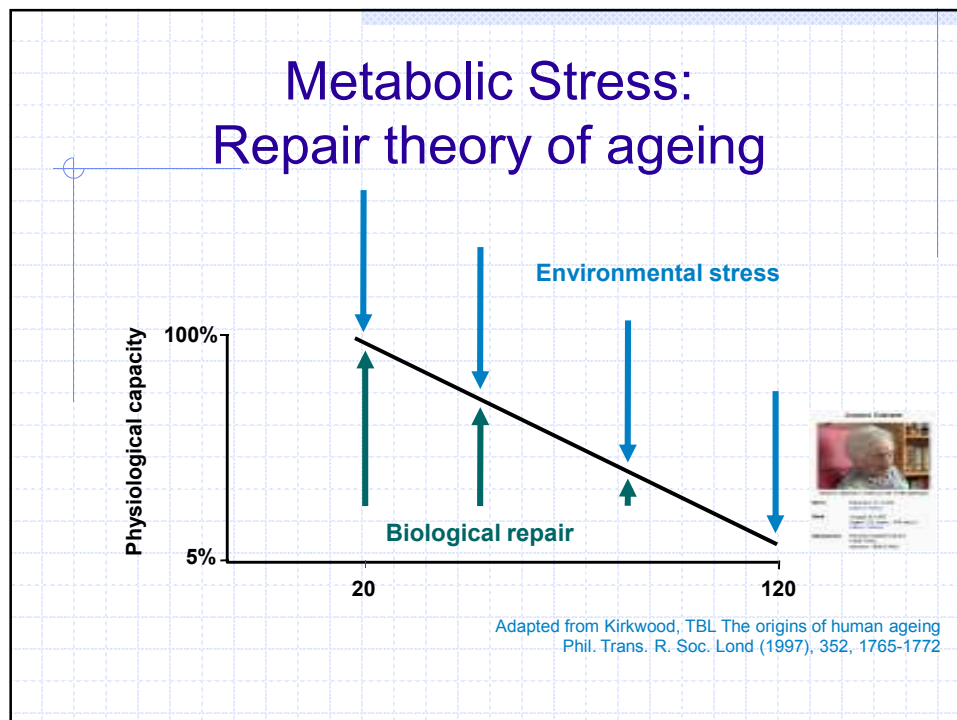 Metabolic Stress:
Repair theory of ageing
Environmental stress
100%
Physiological capacity
Biological repair
5%
20
120
Adapted from Kirkwood, TBL The origins of human ageing
Phil. Trans. R. Soc. Lond (1997), 352, 1765-1772